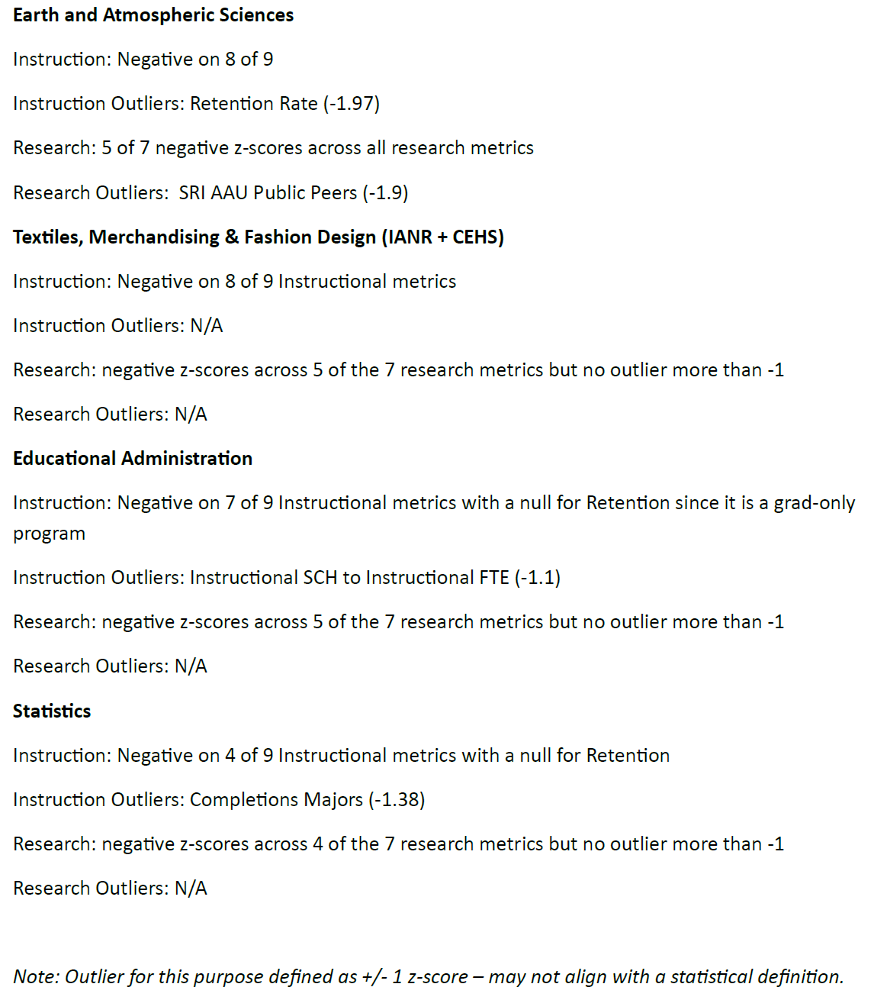 Earth and Atmospheric Sciences
Instruction: Negative on 8 of 9
Instruction Outliers: Retention Rate (-1.97)
Research: 5 of 7 negative z-scores across all research metrics
Research Outliers:  SRI AAU Public Peers (-1.9)
Textiles, Merchandising & Fashion Design (IANR + CEHS)
Instruction: Negative on 8 of 9 Instructional metrics
Instruction Outliers: N/A
Research: negative z-scores across 5 of the 7 research metrics but no outlier more than -1
Research Outliers: N/A
Educational Administration
Instruction: Negative on 7 of 9 Instructional metrics with a null for Retention since it is a grad-only
program
Instruction Outliers: Instructional SCH to Instructional FTE (-1.1)
Research: negative z-scores across 5 of the 7 research metrics but no outlier more than -1
Research Outliers: N/A
Statistics
Instruction: Negative on 4 of 9 Instructional metrics with a null for Retention
Instruction Outliers: Completions Majors (-1.38)
Research: negative z-scores across 4 of the 7 research metrics but no outlier more than -1
Research Outliers: N/A
Note: Outlier for this purpose defined as +/- 1 z-score – may not align with a statistical definition.